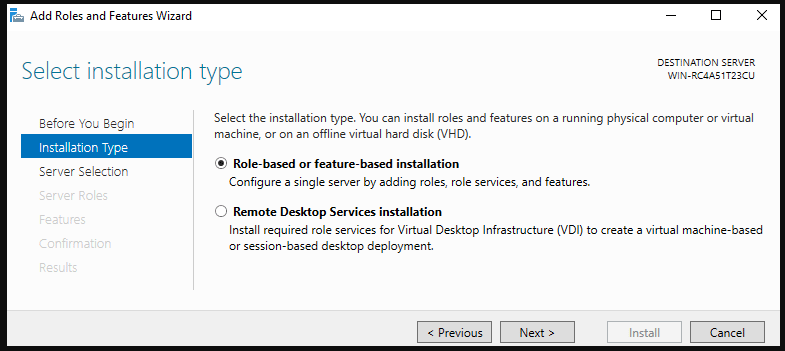 Add Roles and Features Wizard
Select installation type
DESTINATION SERVER
WIN-RC4A51T23CU
Before You Begin
Installation Type
Server Selection
Server Roles
Features
Confirmation
Results
Select the installation type. You can install roles and features on a running physical computer or virtual
machine, or on an offline virtual hard disk (VHD).
Role-based or feature-based installation
Configure a single server by adding roles, role services, and features.
Remote Desktop Services installation
Install required role services for Virtual Desktop Infrastructure (VDI) to create a virtual machine-based
or session-based desktop deployment.
< Previous
Next >
Install
Cancel